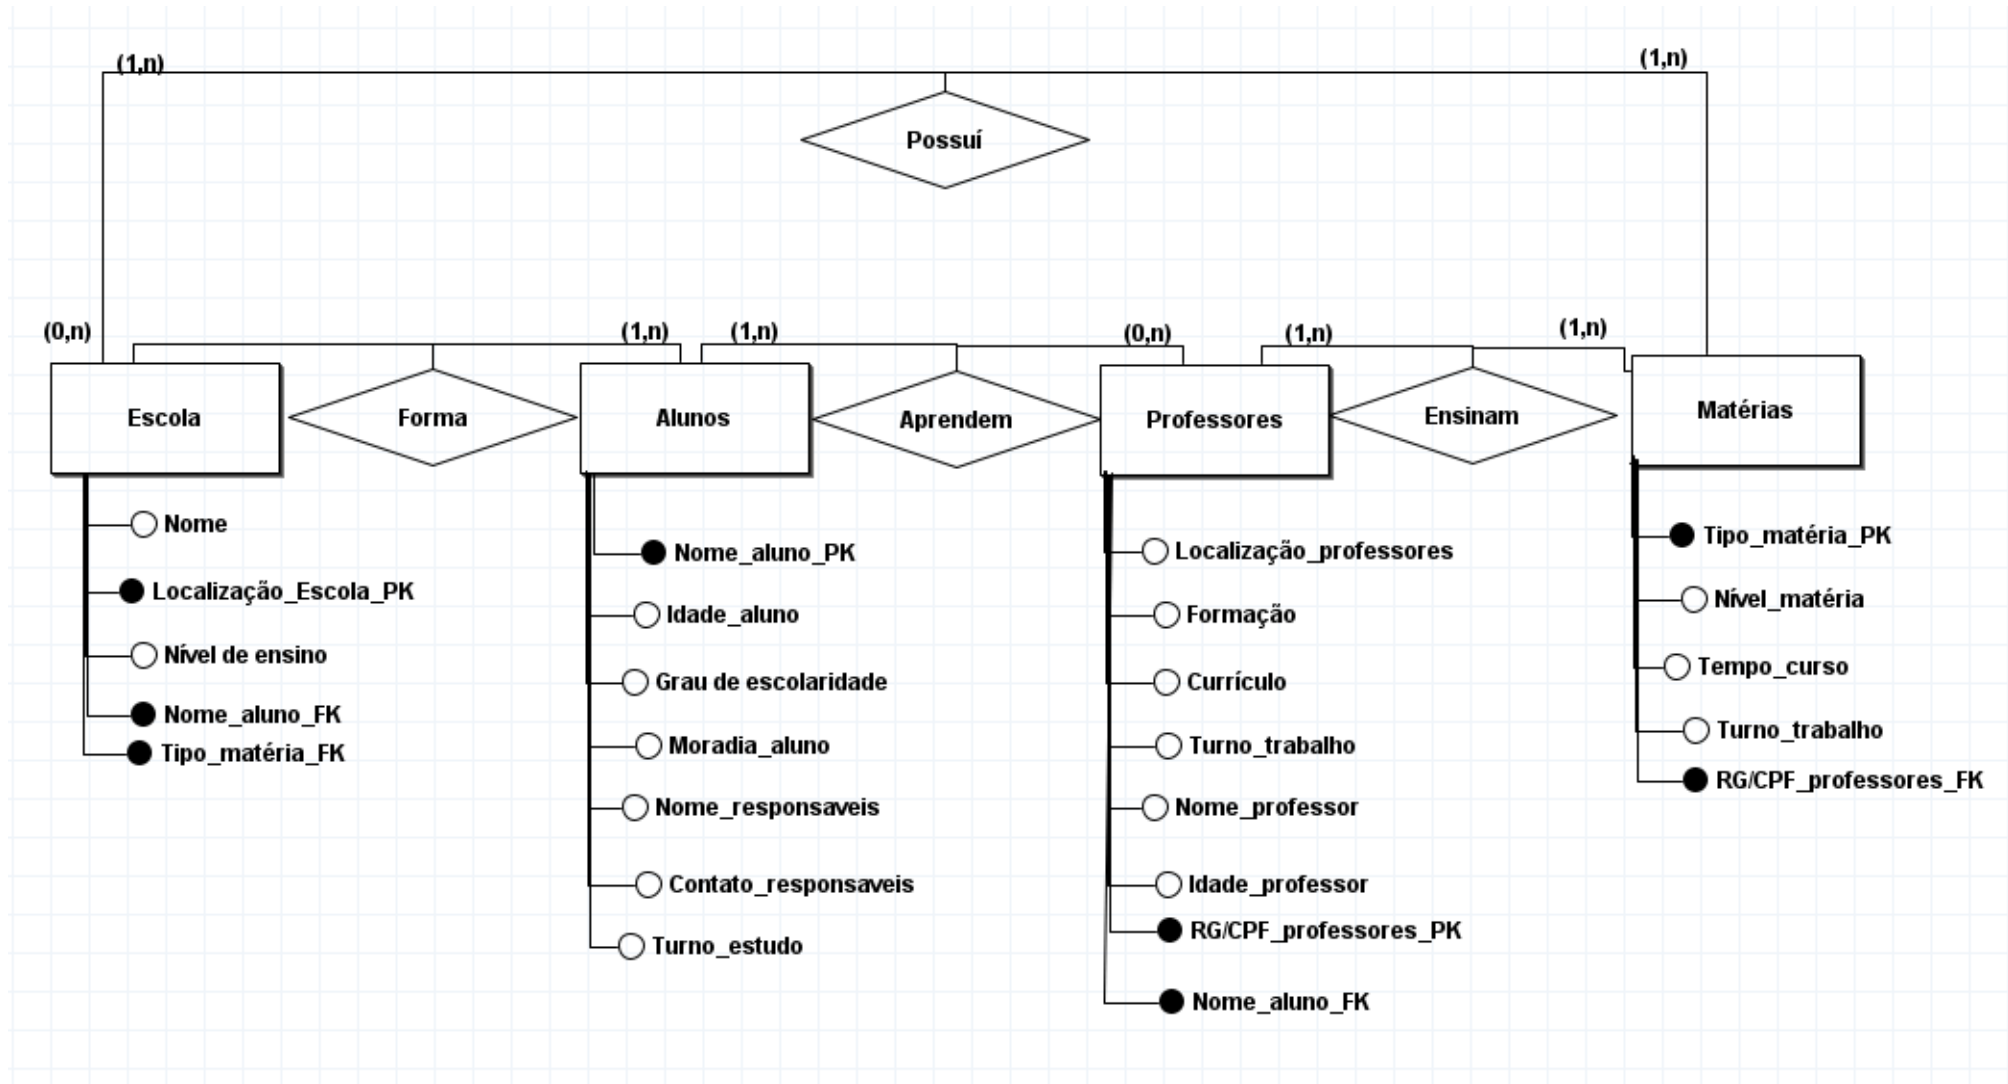 (1,n)
(1,n)
Possuí
(0,n)
(1,n)
(1,n)
(0,n)
(1,n)
(1,n)
Escola
Forma
Alunos
Aprendem
Professores
Ensinam
Matérias
Nome
Localização_Escola_PK
Nível de ensino
Nome_aluno_FK
Tipo_matéria_FK
Nome_aluno_PK
Idade_aluno
Grau de escolaridade
Moradia_aluno
Nome_responsaveis
Contato_responsaveis
Turno_estudo
Localização_professores
Formação
Currículo
Turno_trabalho
Nome_professor
Idade_professor
RG/CPF_professores_PK
Nome_aluno_FK
Tipo_matéria_PK
Nível_matéria
Tempo_curso
Turno_trabalho
RG/CPF_professores_FK